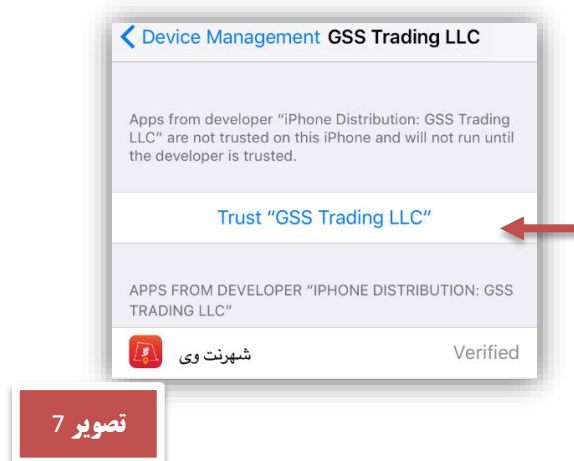 Device Management GSS Trading LLC
Apps from developer “iPhone Distribution: GSS Trading
LLC” are not trusted on this iPhone and will not run until
the developer is trusted.
Trust “GSS Trading LLC”
APPS FROM DEVELOPER “IPHONE DISTRIBUTION: GSS
TRADING LLC”
شهرنت وی Verified
تصویر 7